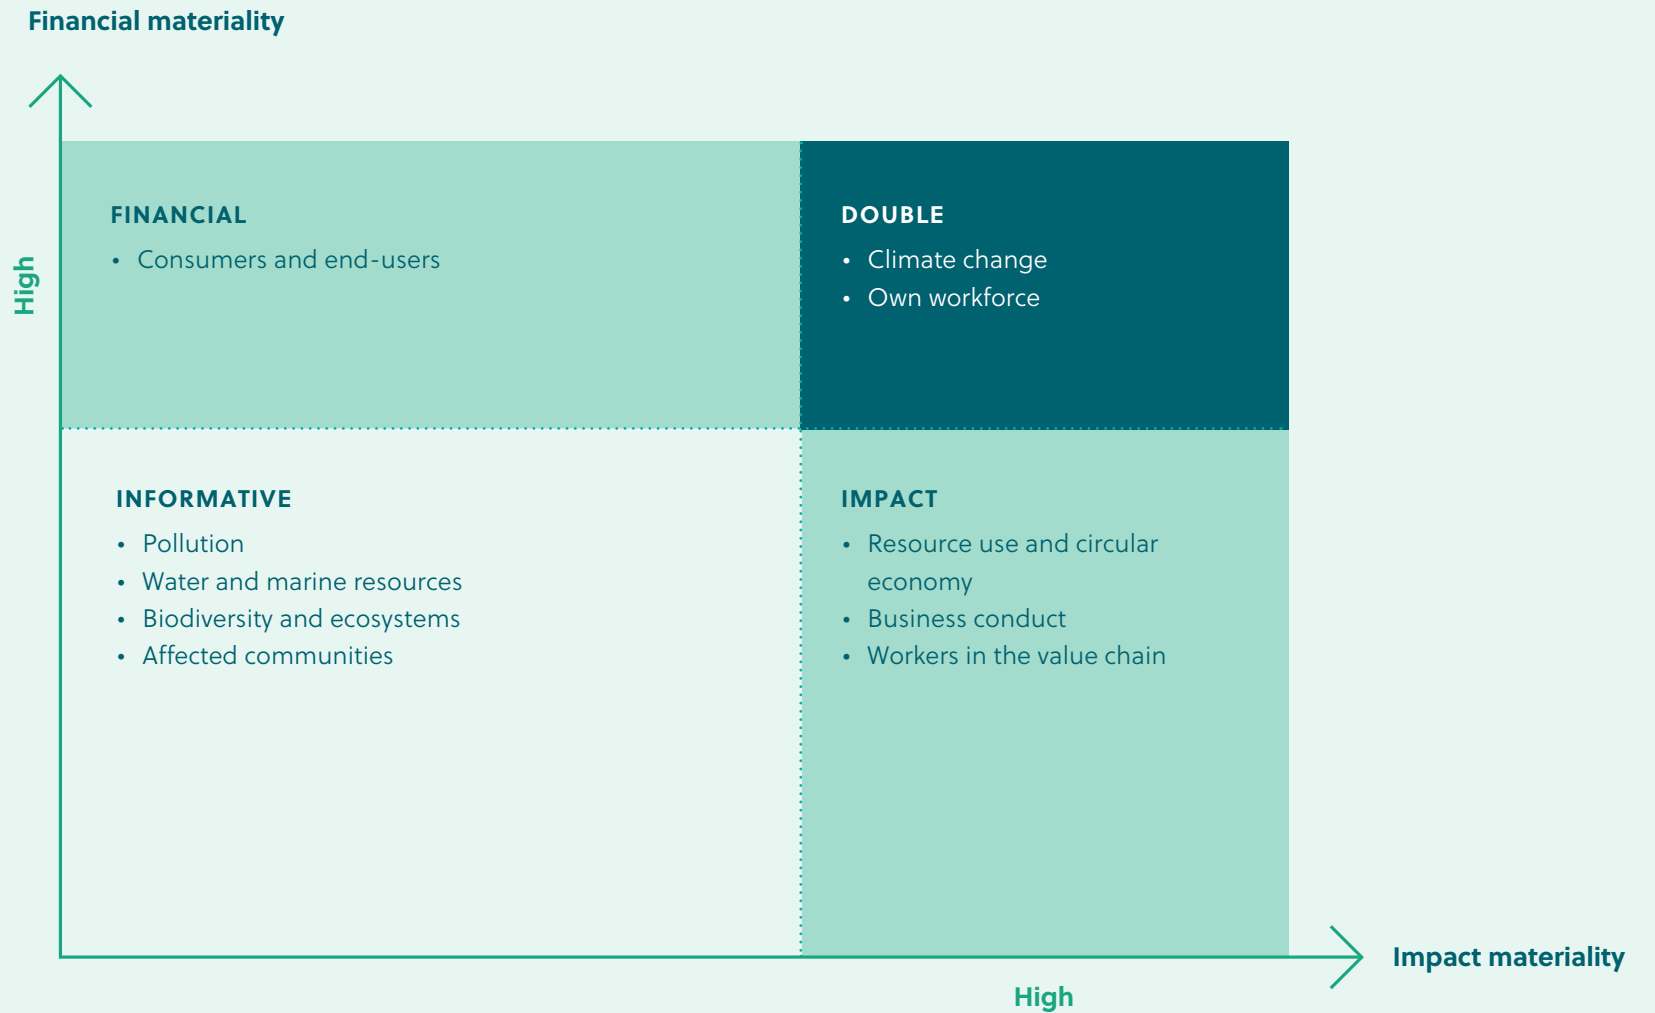 Financial materiality
High
FINANCIAL
• Consumers and end-users
DOUBLE
• Climate change
• Own workforce
INFORMATIVE
• Pollution
• Water and marine resources
• Biodiversity and ecosystems
• Affected communities
IMPACT
• Resource use and circular
economy
• Business conduct
• Workers in the value chain
Impact materiality
High